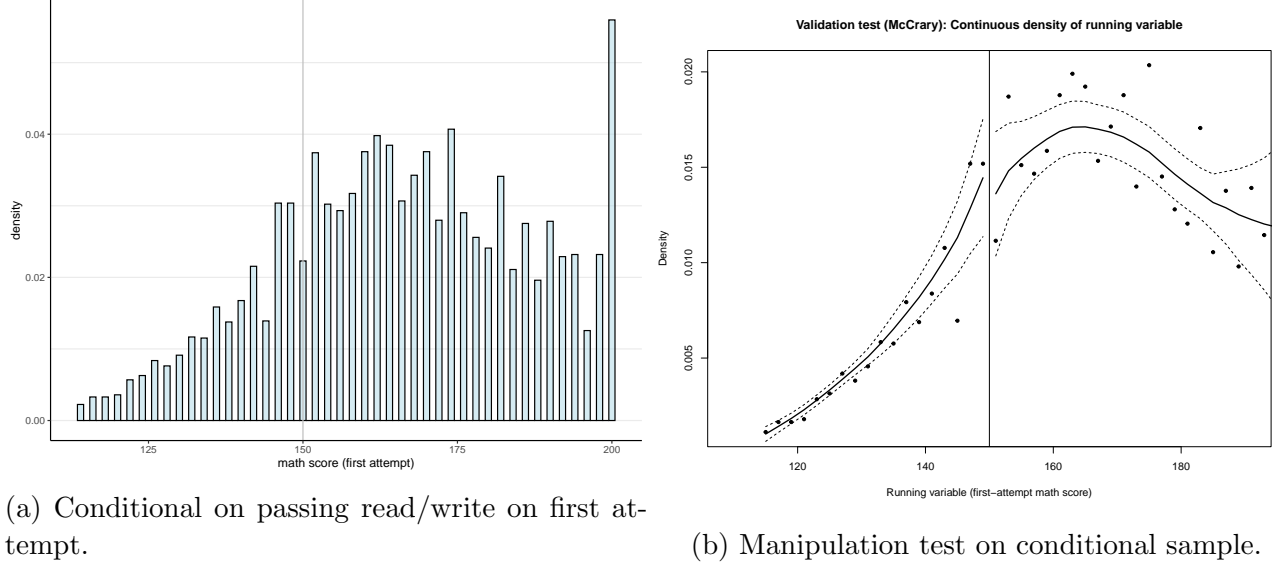 0.04
0.02
0.00
density
125
150
175
200
math score (first attempt)
(a) Conditional on passing read/write on first at-
tempt.
Validation test (McCrary): Continuous density of running variable
0.020
0.015
0.010
0.005
Density
120
140
160
180
Running variable (first−attempt math score)
(b) Manipulation test on conditional sample.